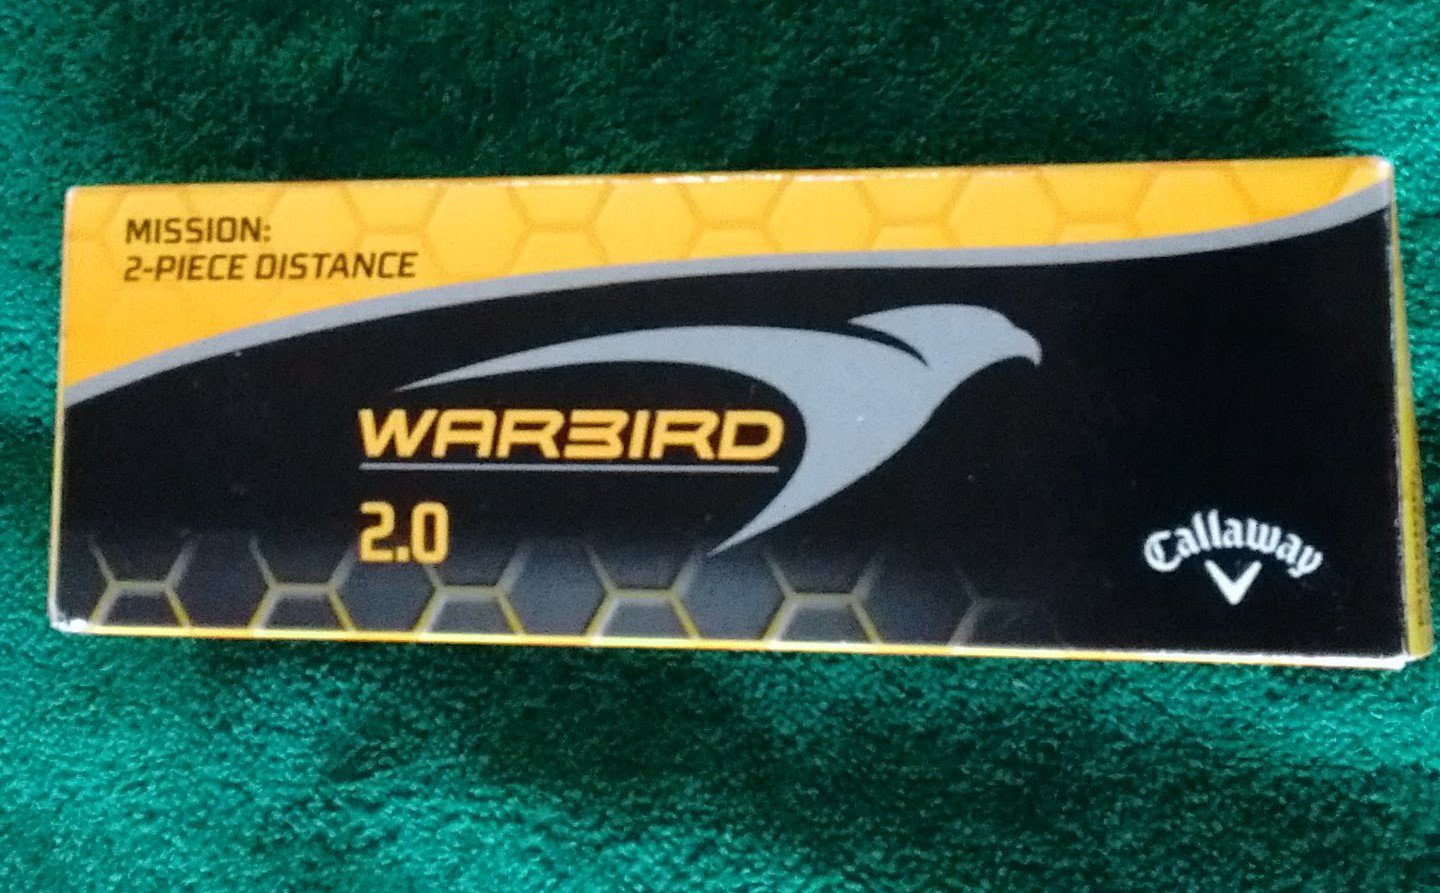 MISSION:
2-PIECE DISTANCE
WARBIRD
2.0
Callaway